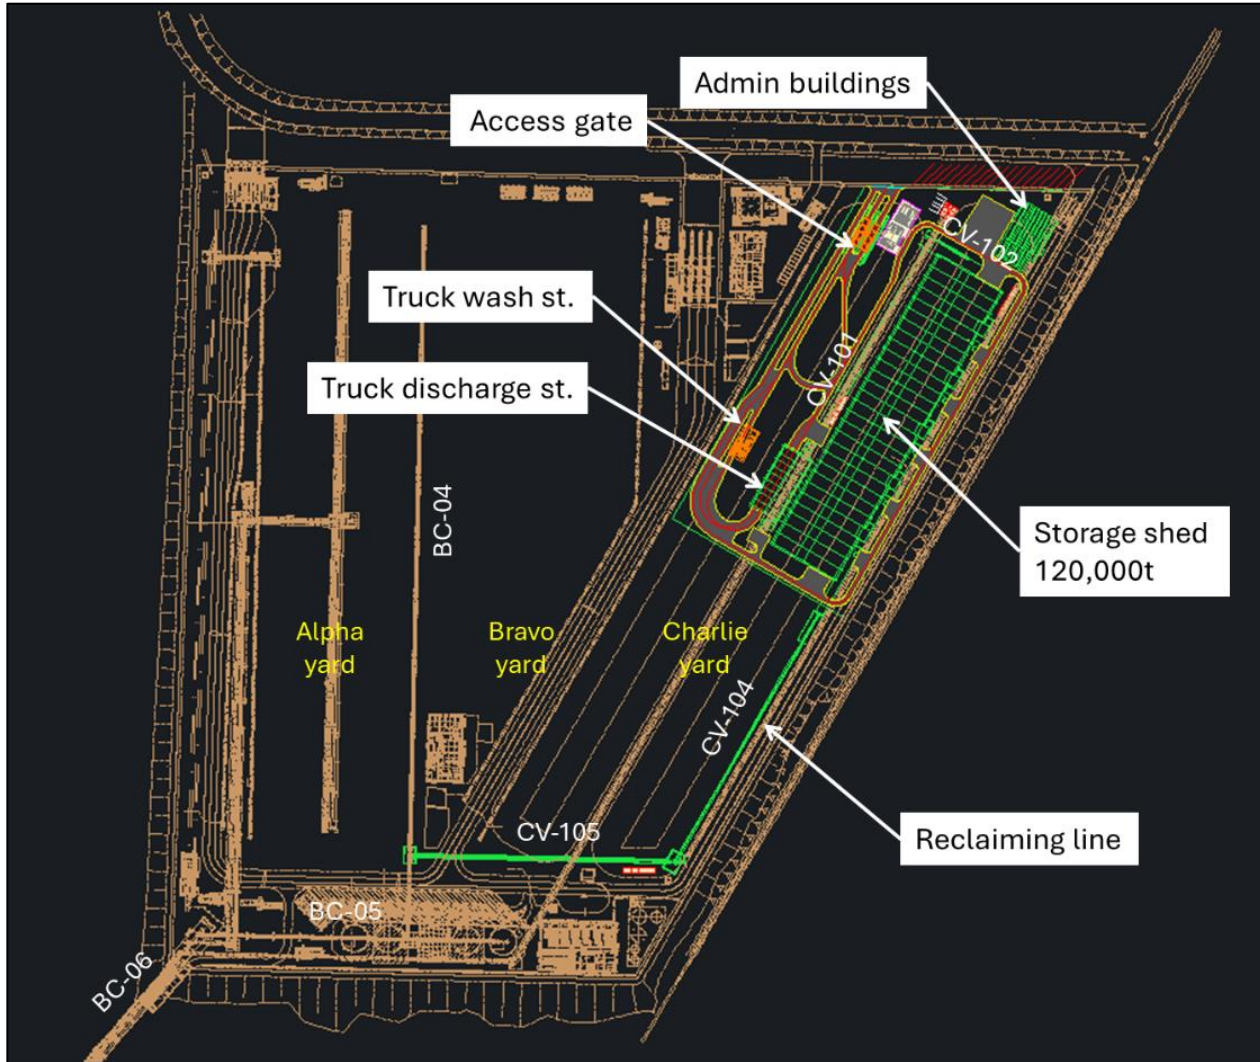 Admin buildings
Access gate
CV-102
Truck wash st.
CV-101
Truck discharge st.
BC-04
Storage shed
120,000t
Alpha
yard
Bravo
yard
Charlie
yard
CV-104
CV-105
Reclaiming line
BC-05
BC-06